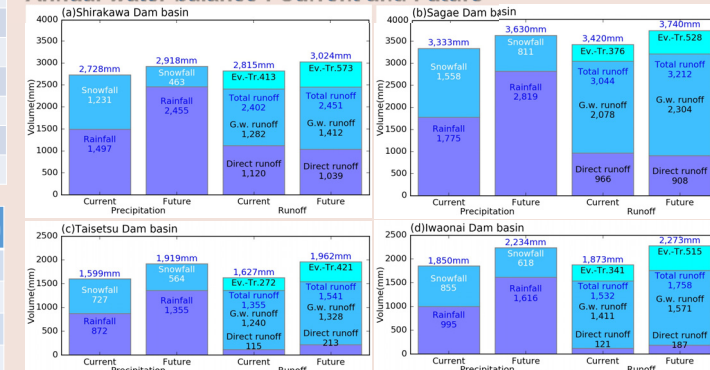 (a)Shirakawa Dam basin
4000
3500
3000
2500
2000
1500
1000
500
0
Volume(mm)
2,728mm
Snowfall
1,231
Rainfall
1,497
2,918mm
Snowfall
463
Rainfall
2,455
2,815mm
Ev.-Tr.413
Total runoff
2,402
G.w. runoff
1,282
Direct runoff
1,120
3,024mm
Ev.-Tr.573
Total runoff
2,451
G.w. runoff
1,412
Direct runoff
1,039
Current Future Current Future
Precipitation Runoff
(b)Sagae Dam basin
4000
3500
3000
2500
2000
1500
1000
500
0
Volume(mm)
3,333mm
Snowfall
1,558
Rainfall
1,775
3,630mm
Snowfall
811
Rainfall
2,819
3,420mm
Ev.-Tr.376
Total runoff
3,044
G.w. runoff
2,078
Direct runoff
966
3,740mm
Ev.-Tr.528
Total runoff
3,212
G.w. runoff
2,304
Direct runoff
908
Current Future Current Future
Precipitation Runoff
(c)Taisetsu Dam basin
2500
2000
1500
1000
500
0
Volume(mm)
1,599mm
Snowfall
727
Rainfall
872
1,919mm
Snowfall
564
Rainfall
1,355
1,627mm
Ev.-Tr.272
Total runoff
1,355
G.w. runoff
1,240
Direct runoff
115
1,962mm
Ev.-Tr.421
Total runoff
1,541
G.w. runoff
1,328
Direct runoff
213
Current Future Current Future
Precipitation Runoff
(d)Iwaonai Dam basin
2500
2000
1500
1000
500
0
Volume(mm)
1,850mm
Snowfall
855
Rainfall
995
2,234mm
Snowfall
618
Rainfall
1,616
1,873mm
Ev.-Tr.341
Total runoff
1,532
G.w. runoff
1,411
Direct runoff
121
2,273mm
Ev.-Tr.515
Total runoff
1,758
G.w. runoff
1,571
Direct runoff
187
Current Future Current Future
Precipitation Runoff